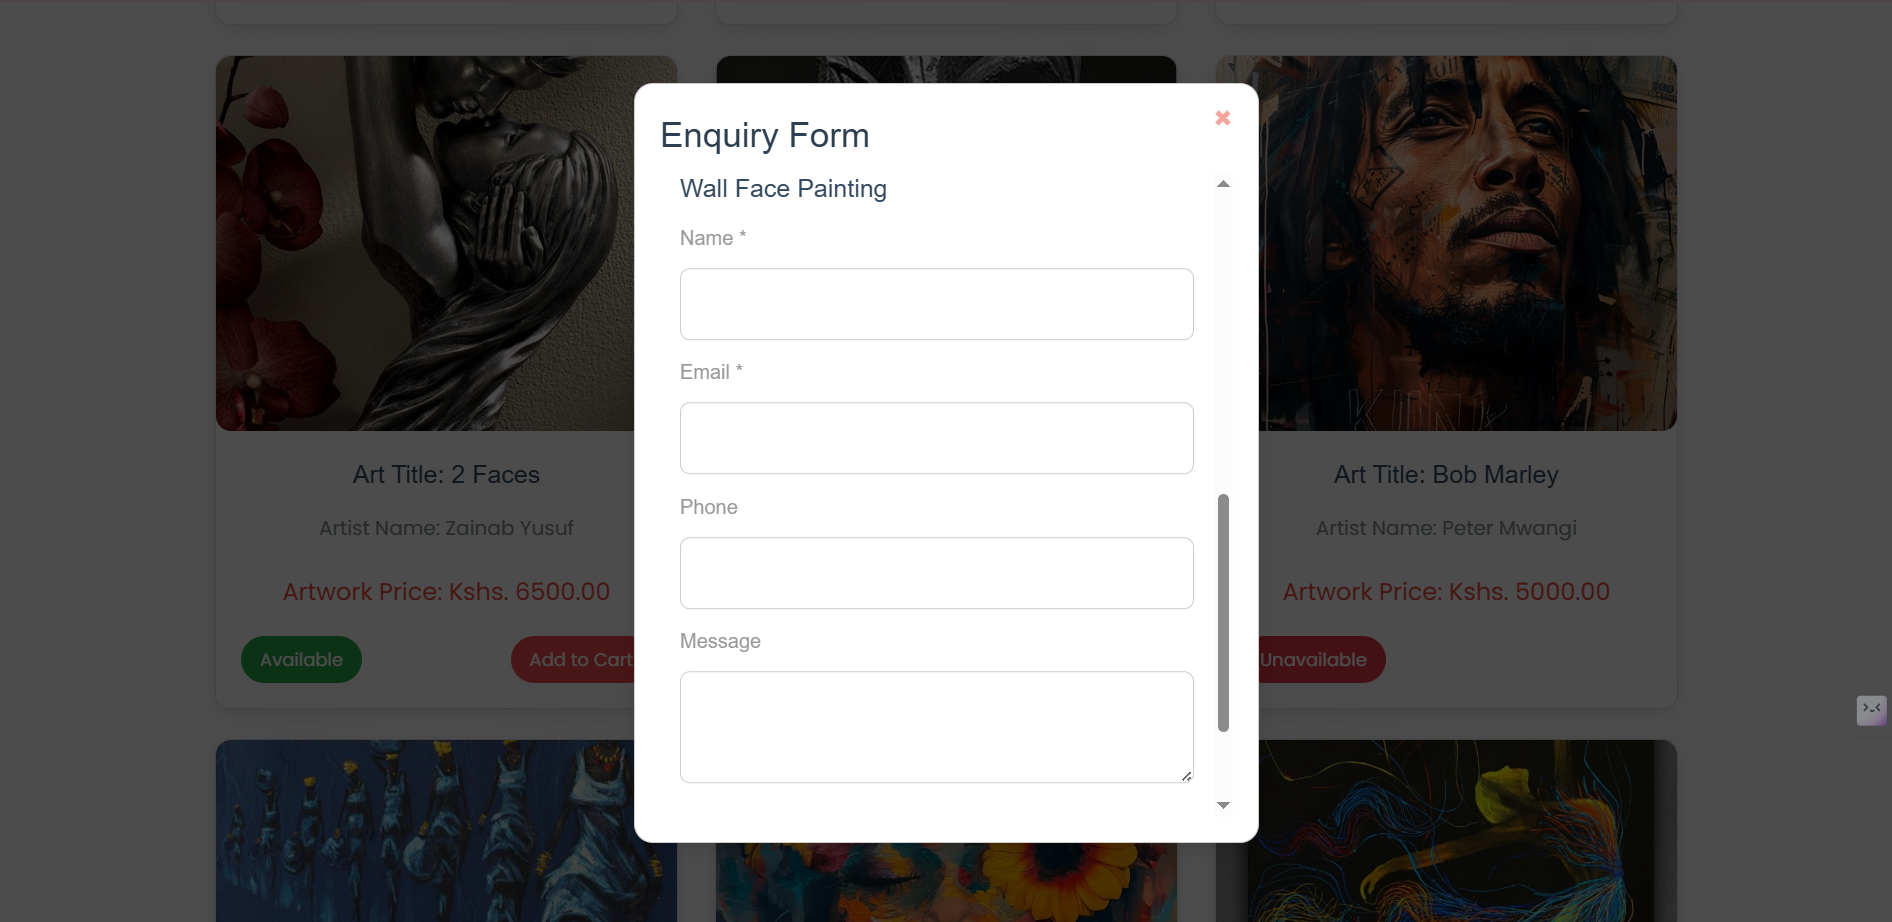 Enquiry Form
Wall Face Painting
Name *
Email *
Phone
Message
Art Title: 2 Faces
Artist Name: Zainab Yusuf
Artwork Price: Kshs. 6500.00
Available
Add to Cart
Art Title: Bob Marley
Artist Name: Peter Mwangi
Artwork Price: Kshs. 5000.00
Unavailable